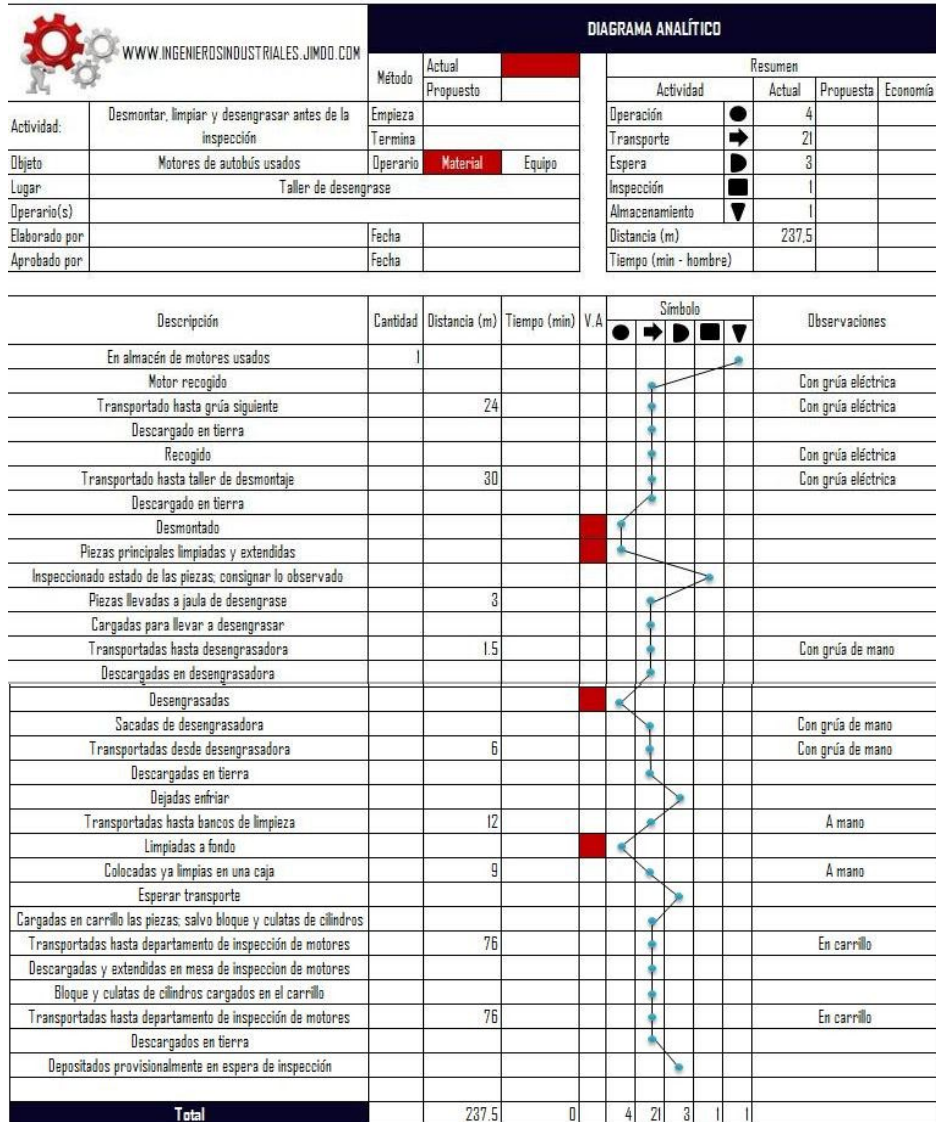 WWW.INGENIEROSINDUSTRIALES.JIMDO.COM
DIAGRAMA ANALÍTICO
Método
Actual
Propuesto
Resumen
Actividad Actual Propuesta Economía
Actividad: Desmontar, limpiar y desengrasar antes de la
inspección
Empieza
Termina
Operación 4
Transporte 21
Objeto Motores de autobús usados Operario Material Equipo
Espera 3
Lugar Taller de desengrase
Inspección 1
Operario(s)
Almacenamiento 1
Elaborado por Fecha
Distancia (m) 237,5
Aprobado por Fecha
Tiempo (min - hombre)
Descripción Cantidad Distancia (m) Tiempo (min) V.A Símbolo Observaciones
En almacén de motores usados 1
Motor recogido Con grúa eléctrica
Transportado hasta grúa siguiente 24 Con grúa eléctrica
Descargado en tierra
Recogido Con grúa eléctrica
Transportado hasta taller de desmontaje 30 Con grúa eléctrica
Descargado en tierra
Desmontado
Piezas principales limpiadas y extendidas
Inspeccionado estado de las piezas; consignar lo observado
Piezas llevadas a jaula de desengrase 3
Cargadas para llevar a desengrasar
Transportadas hasta desengrasadora 1.5 Con grúa de mano
Descargadas en desengrasadora
Desengrasadas
Sacadas de desengrasadora Con grúa de mano
Transportadas desde desengrasadora 6 Con grúa de mano
Descargadas en tierra
Dejadas enfriar
Transportadas hasta bancos de limpieza 12 A mano
Limpiadas a fondo
Colocadas ya limpias en una caja 9 A mano
Esperar transporte
Cargadas en carrillo las piezas; salvo bloque y culatas de cilindros
Transportadas hasta departamento de inspección de motores 76 En carrillo
Descargadas y extendidas en mesa de inspeccion de motores
Bloque y culatas de cilindros cargados en el carrillo
Transportadas hasta departamento de inspección de motores 76 En carrillo
Descargados en tierra
Depositados provisionalmente en espera de inspección
Total 237.5 0 4 21 3 1 1